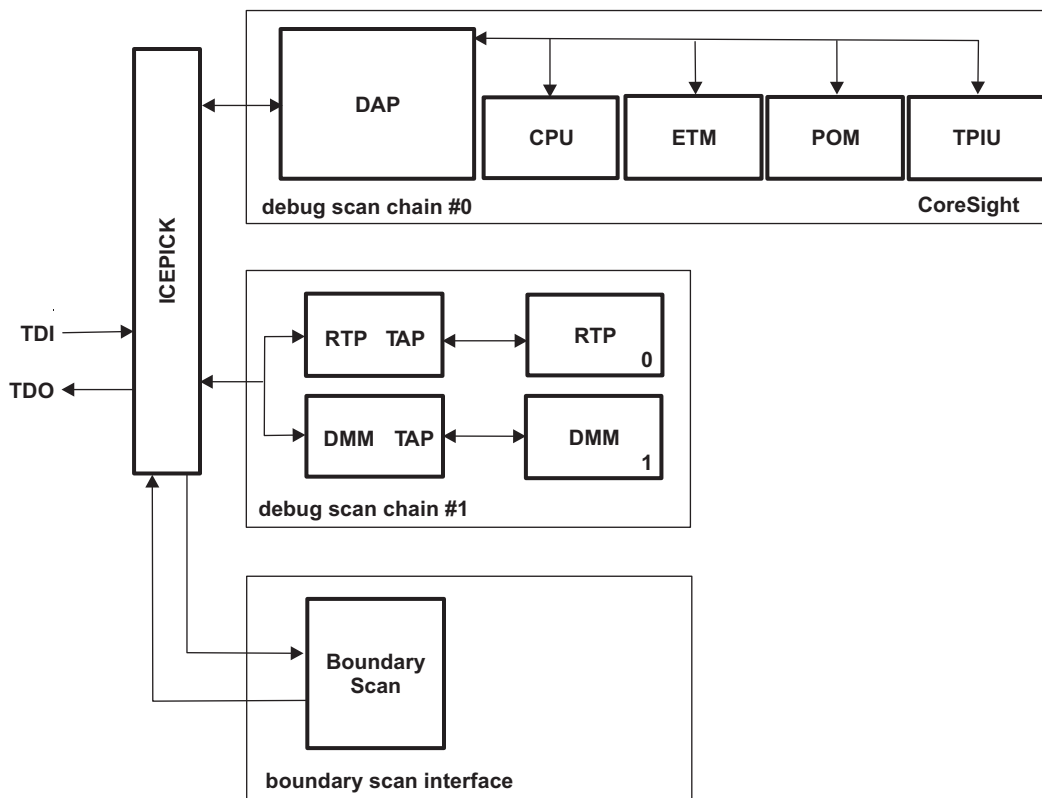 DAP
CPU
ETM
POM
TPIU
debug scan chain #0
CoreSight
ICEPICK
TDI
TDO
RTP TAP
RTP
0
DMM TAP
DMM
1
debug scan chain #1
Boundary
Scan
boundary scan interface